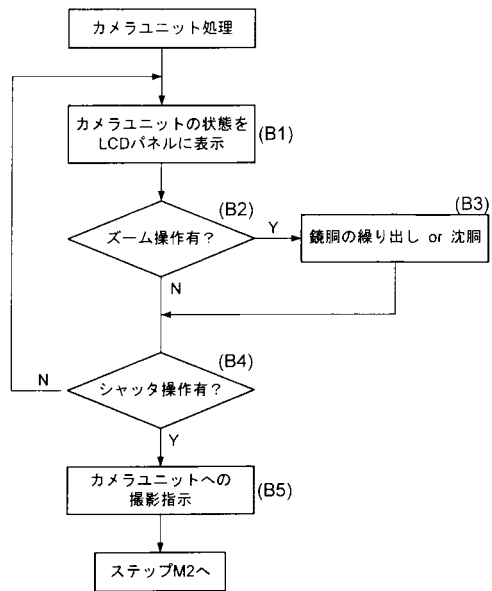 カメラユニット処理
カメラユニットの状態を
LCDパネルに表示
(B1)
(B2)
ズーム操作有？
Y
(B3)
鏡胴の繰り出し or 沈胴
N
(B4)
シャッタ操作有？
N
Y
カメラユニットへの
撮影指示
(B5)
ステップM2へ